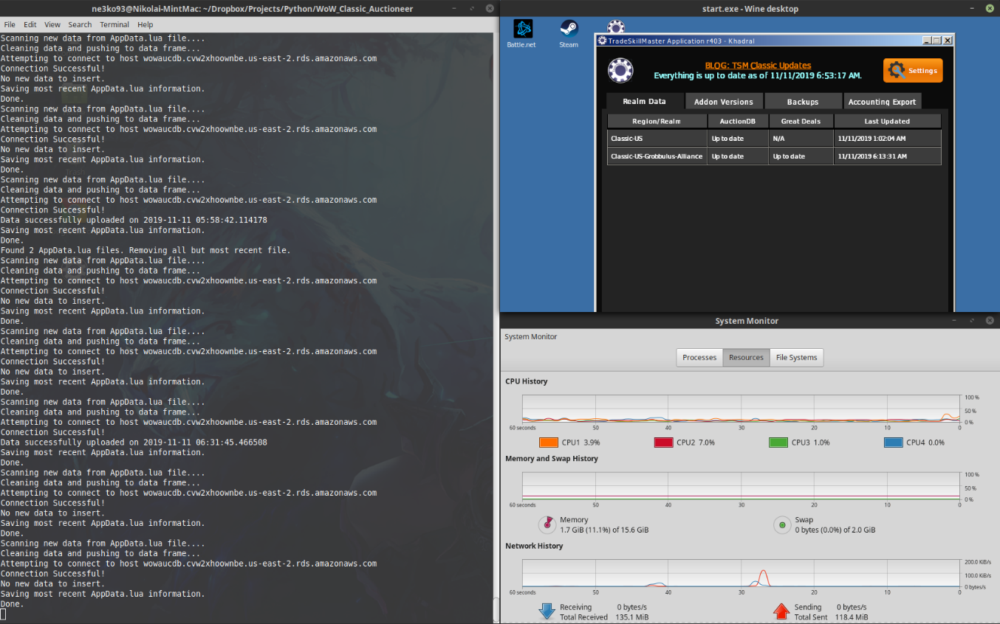 ne3ko93@Nikolai-MintMac: ~/Dropbox/Projects/Python/WoW_Classic_Auctioneer
File Edit View Search Terminal Help
Scanning new data from AppData.lua file....
Cleaning data and pushing to data frame...
Attempting to connect to host wowaucdb.cvw2xhoownbe.us-east-2.rds.amazonaws.com
Connection Successful!
No new data to insert.
Saving most recent AppData.lua information.
Done.
Scanning new data from AppData.lua file....
Cleaning data and pushing to data frame...
Attempting to connect to host wowaucdb.cvw2xhoownbe.us-east-2.rds.amazonaws.com
Connection Successful!
No new data to insert.
Saving most recent AppData.lua information.
Done.
Scanning new data from AppData.lua file....
Cleaning data and pushing to data frame...
Attempting to connect to host wowaucdb.cvw2xhoownbe.us-east-2.rds.amazonaws.com
Connection Successful!
Data successfully uploaded on 2019-11-11 05:58:42.114178
Saving most recent AppData.lua information.
Done.
Found 2 AppData.lua files. Removing all but most recent file.
Scanning new data from AppData.lua file....
Cleaning data and pushing to data frame...
Attempting to connect to host wowaucdb.cvw2xhoownbe.us-east-2.rds.amazonaws.com
Connection Successful!
No new data to insert.
Saving most recent AppData.lua information.
Done.
Scanning new data from AppData.lua file....
Cleaning data and pushing to data frame...
Attempting to connect to host wowaucdb.cvw2xhoownbe.us-east-2.rds.amazonaws.com
Connection Successful!
No new data to insert.
Saving most recent AppData.lua information.
Done.
Scanning new data from AppData.lua file....
Cleaning data and pushing to data frame...
Attempting to connect to host wowaucdb.cvw2xhoownbe.us-east-2.rds.amazonaws.com
Connection Successful!
Data successfully uploaded on 2019-11-11 06:31:45.466508
Saving most recent AppData.lua information.
Done.
Scanning new data from AppData.lua file....
Cleaning data and pushing to data frame...
Attempting to connect to host wowaucdb.cvw2xhoownbe.us-east-2.rds.amazonaws.com
Connection Successful!
No new data to insert.
Saving most recent AppData.lua information.
Done.
Scanning new data from AppData.lua file....
Cleaning data and pushing to data frame...
Attempting to connect to host wowaucdb.cvw2xhoownbe.us-east-2.rds.amazonaws.com
Connection Successful!
No new data to insert.
Saving most recent AppData.lua information.
Done.
Trash
start.exe - Wine desktop
Battle.net Steam
TradeSkillMaster Application r403 - Khadral
BLOG: TSM Classic Updates
Everything is up to date as of 11/11/2019 6:53:17 AM.
Settings
Realm Data Addon Versions Backups Accounting Export
Region/Realm AuctionDB Great Deals Last Updated
Classic-US Up to date N/A 11/11/2019 1:02:04 AM
Classic-US-Grobbulus-Alliance Up to date Up to date 11/11/2019 6:13:31 AM
System Monitor
System Monitor
Processes Resources File Systems
CPU History
100 %
50 %
0 %
60 seconds 50 40 30 20 10 0
CPU1 3.9% CPU2 7.0% CPU3 1.0% CPU4 0.0%
Memory and Swap History
100 %
50 %
0 %
60 seconds 50 40 30 20 10 0
Memory Swap
1.7 GiB (11.1%) of 15.6 GiB 0 bytes (0.0%) of 2.0 GiB
Network History
200.0 KiB/s
100.0 KiB/s
0 bytes/s
60 seconds 50 40 30 20 10 0
Receiving 0 bytes/s Sending 0 bytes/s
Total Received 135.1 MiB Total Sent 118.4 MiB